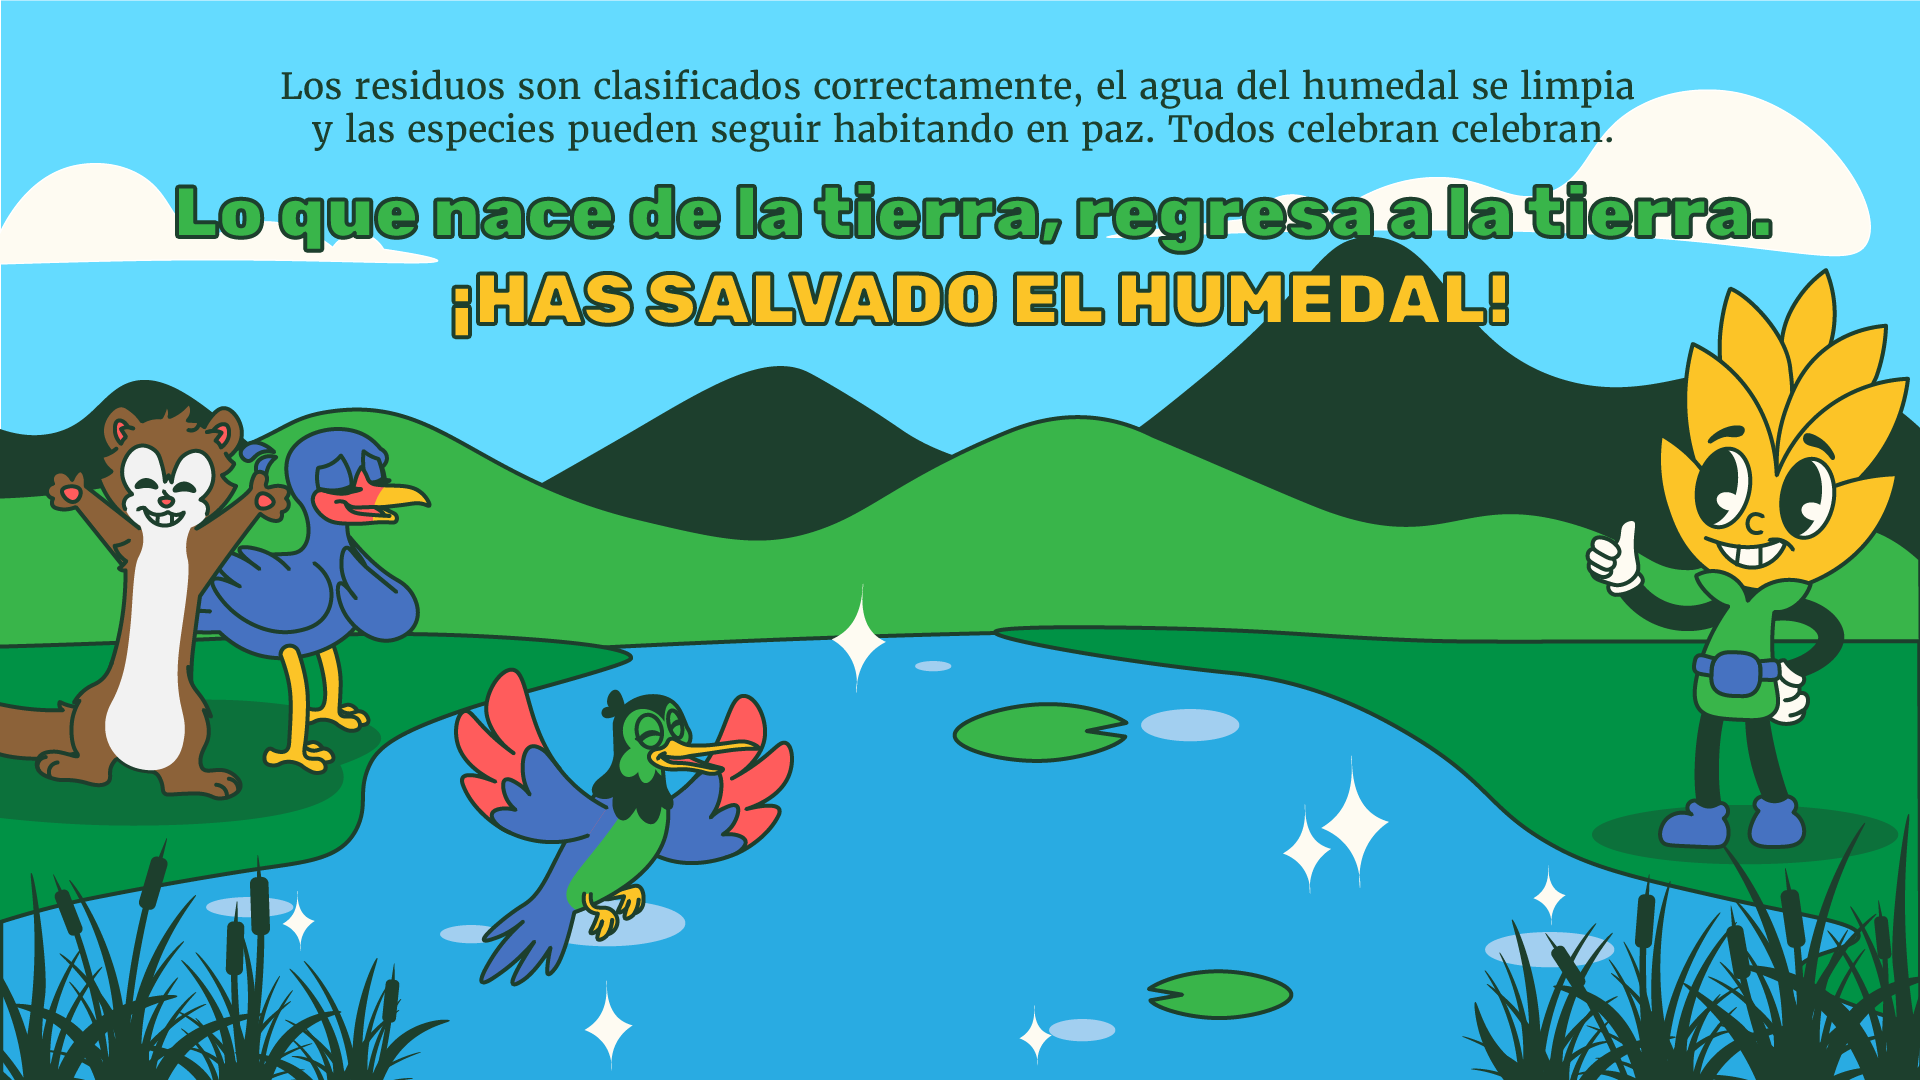 Los residuos son clasificados correctamente, el agua del humedal se limpia
y las especies pueden seguir habitando en paz. Todos celebran celebran.
Lo que nace de la tierra, regresa a la tierra.
¡HAS SALVADO EL HUMEDAL!